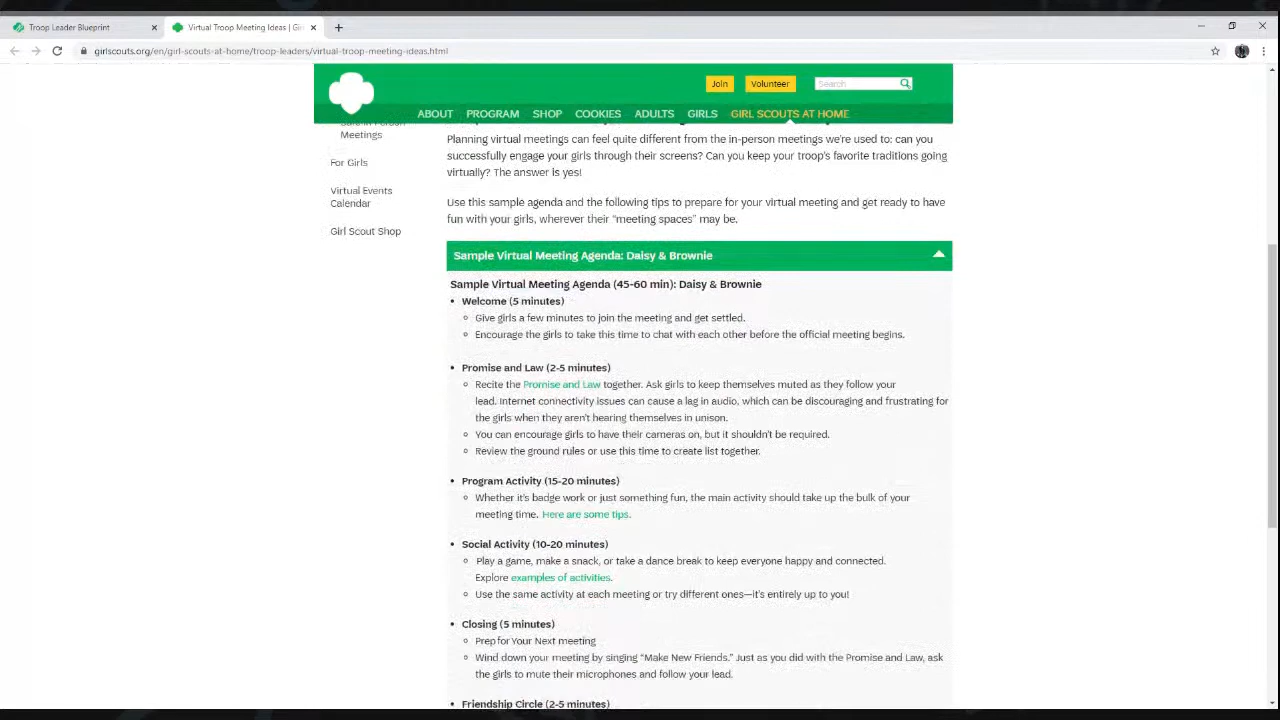 Troop Leader Blueprint
Virtual Troop Meeting Ideas | Gir
girlscouts.org/en/girl-scouts-at-home/troop-leaders/virtual-troop-meeting-ideas.html
Join
Volunteer
Search
ABOUT PROGRAM SHOP COOKIES ADULTS GIRLS GIRL SCOUTS AT HOME
Meetings
For Girls
Virtual Events
Calendar
Girl Scout Shop
Planning virtual meetings can feel quite different from the in-person meetings we're used to: can you
successfully engage your girls through their screens? Can you keep your troop's favorite traditions going
virtually? The answer is yes!
Use this sample agenda and the following tips to prepare for your virtual meeting and get ready to have
fun with your girls, wherever their “meeting spaces” may be.
Sample Virtual Meeting Agenda: Daisy & Brownie
Sample Virtual Meeting Agenda (45-60 min): Daisy & Brownie
Welcome (5 minutes)
Give girls a few minutes to join the meeting and get settled.
Encourage the girls to take this time to chat with each other before the official meeting begins.
Promise and Law (2-5 minutes)
Recite the Promise and Law together. Ask girls to keep themselves muted as they follow your
lead. Internet connectivity issues can cause a lag in audio, which can be discouraging and frustrating for
the girls when they aren't hearing themselves in unison.
You can encourage girls to have their cameras on, but it shouldn't be required.
Review the ground rules or use this time to create list together.
Program Activity (15-20 minutes)
Whether it's badge work or just something fun, the main activity should take up the bulk of your
meeting time. Here are some tips.
Social Activity (10-20 minutes)
Play a game, make a snack, or take a dance break to keep everyone happy and connected.
Explore examples of activities.
Use the same activity at each meeting or try different ones—it's entirely up to you!
Closing (5 minutes)
Prep for Your Next meeting
Wind down your meeting by singing “Make New Friends.” Just as you did with the Promise and Law, ask
the girls to mute their microphones and follow your lead.
Friendship Circle (2-5 minutes)